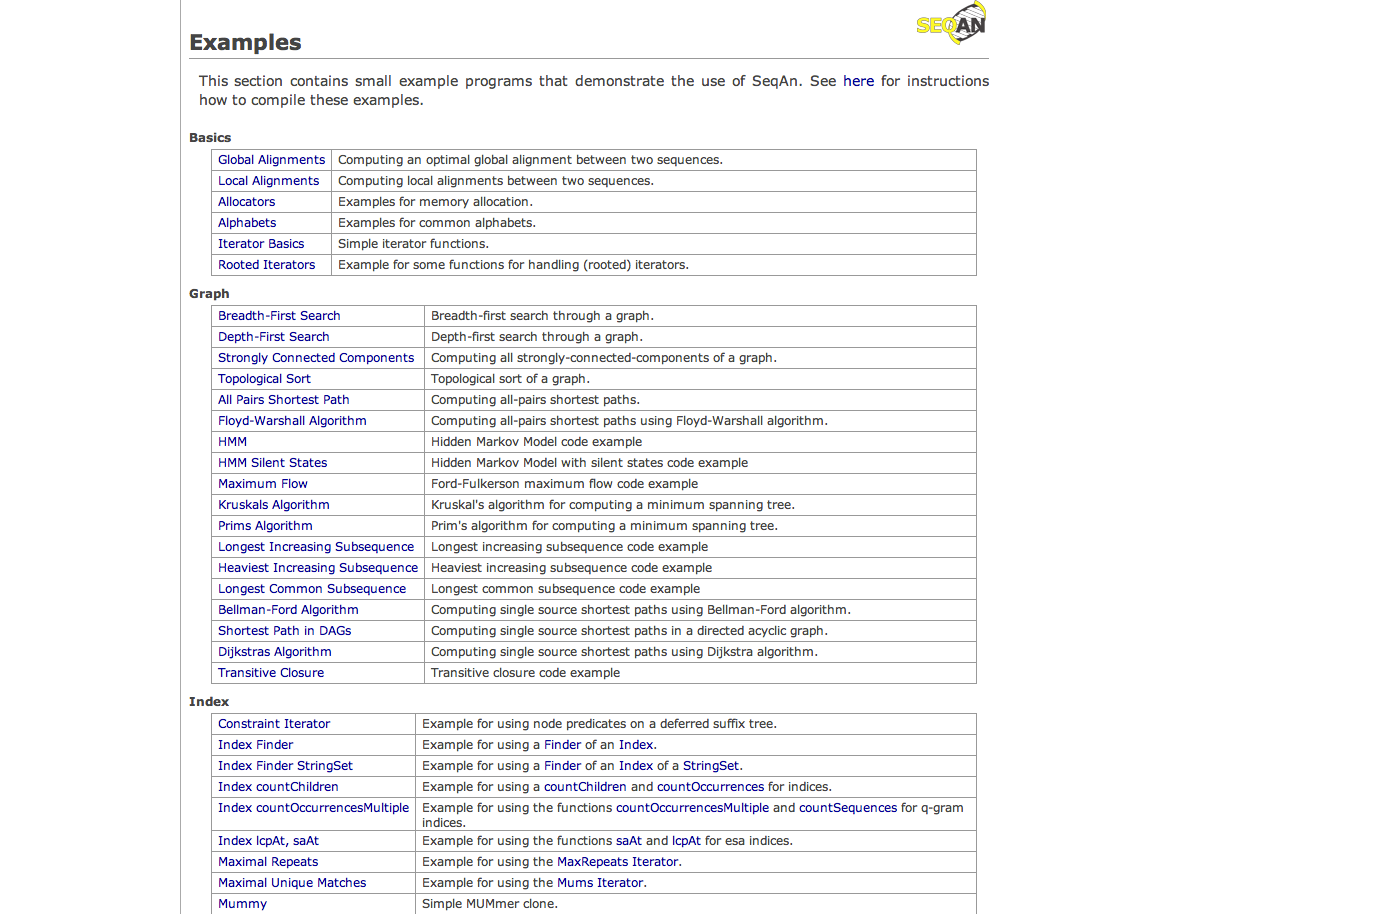 SEQAN
Examples
This section contains small example programs that demonstrate the use of SeqAn. See here for instructions
how to compile these examples.
Basics
Global Alignments Computing an optimal global alignment between two sequences.
Local Alignments Computing local alignments between two sequences.
Allocators Examples for memory allocation.
Alphabets Examples for common alphabets.
Iterator Basics Simple iterator functions.
Rooted Iterators Example for some functions for handling (rooted) iterators.
Graph
Breadth-First Search Breadth-first search through a graph.
Depth-First Search Depth-first search through a graph.
Strongly Connected Components Computing all strongly-connected-components of a graph.
Topological Sort Topological sort of a graph.
All Pairs Shortest Path Computing all-pairs shortest paths.
Floyd-Warshall Algorithm Computing all-pairs shortest paths using Floyd-Warshall algorithm.
HMM Hidden Markov Model code example
HMM Silent States Hidden Markov Model with silent states code example
Maximum Flow Ford-Fulkerson maximum flow code example
Kruskals Algorithm Kruskal's algorithm for computing a minimum spanning tree.
Prims Algorithm Prim's algorithm for computing a minimum spanning tree.
Longest Increasing Subsequence Longest increasing subsequence code example
Heaviest Increasing Subsequence Heaviest increasing subsequence code example
Longest Common Subsequence Longest common subsequence code example
Bellman-Ford Algorithm Computing single source shortest paths using Bellman-Ford algorithm.
Shortest Path in DAGs Computing single source shortest paths in a directed acyclic graph.
Dijkstras Algorithm Computing single source shortest paths using Dijkstra algorithm.
Transitive Closure Transitive closure code example
Index
Constraint Iterator Example for using node predicates on a deferred suffix tree.
Index Finder Example for using a Finder of an Index.
Index Finder StringSet Example for using a Finder of an Index of a StringSet.
Index countChildren Example for using a countChildren and countOccurrences for indices.
Index countOccurrencesMultiple Example for using the functions countOccurrencesMultiple and countSequences for q-gram
indices.
Index lcpAt, saAt Example for using the functions saAt and lcpAt for esa indices.
Maximal Repeats Example for using the MaxRepeats Iterator.
Maximal Unique Matches Example for using the Mums Iterator.
Mummy Simple MUMmer clone.